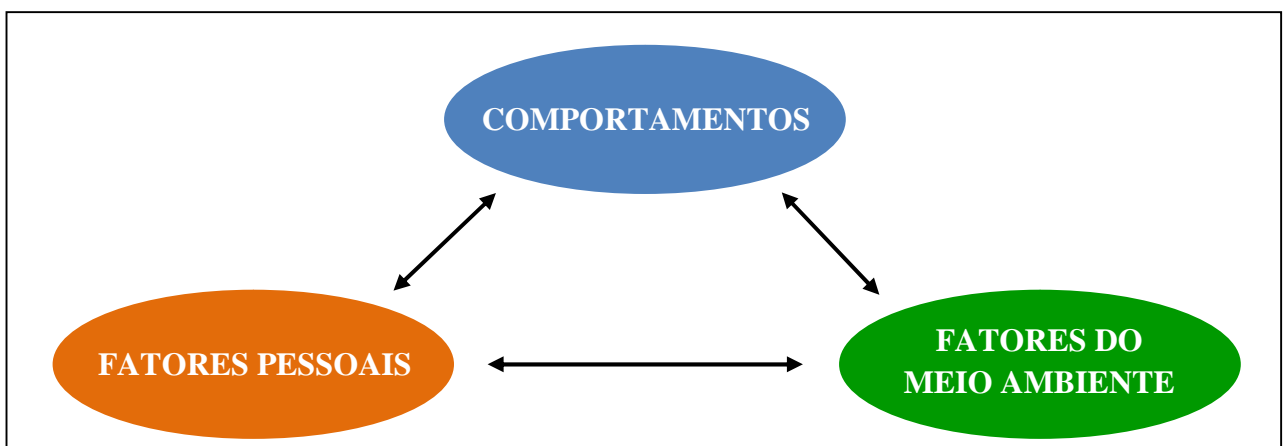 COMPORTAMENTOS
FATORES PESSOAIS
FATORES DO
MEIO AMBIENTE